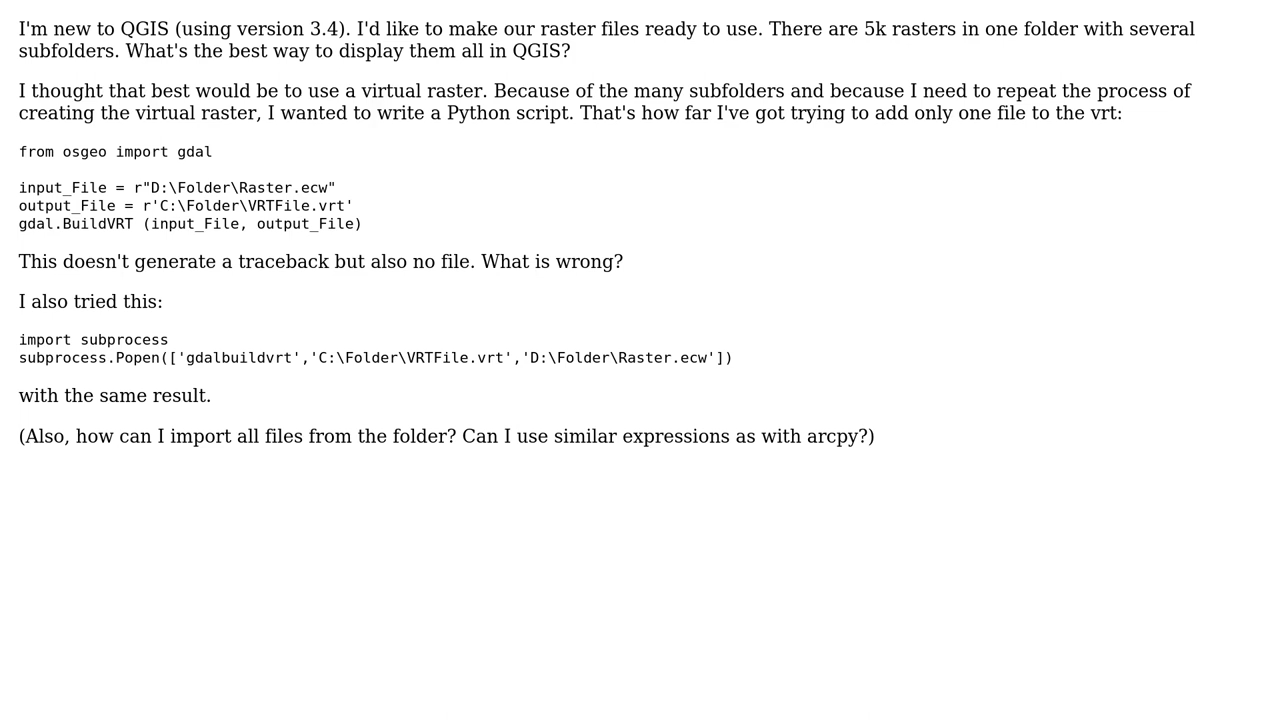 I'm new to QGIS (using version 3.4). I'd like to make our raster files ready to use. There are 5k rasters in one folder with several
subfolders. What's the best way to display them all in QGIS?
I thought that best would be to use a virtual raster. Because of the many subfolders and because I need to repeat the process of
creating the virtual raster, I wanted to write a Python script. That's how far I've got trying to add only one file to the vrt:
from osgeo import gdal
input_File = r"D:\Folder\Raster.ecw"
output_File = r'C:\Folder\VRTFile.vrt'
gdal.BuildVRT (input_File, output_File)
This doesn't generate a traceback but also no file. What is wrong?
I also tried this:
import subprocess
subprocess.Popen(['gdalbuildvrt','C:\Folder\VRTFile.vrt','D:\Folder\Raster.ecw'])
with the same result.
(Also, how can I import all files from the folder? Can I use similar expressions as with arcpy?)